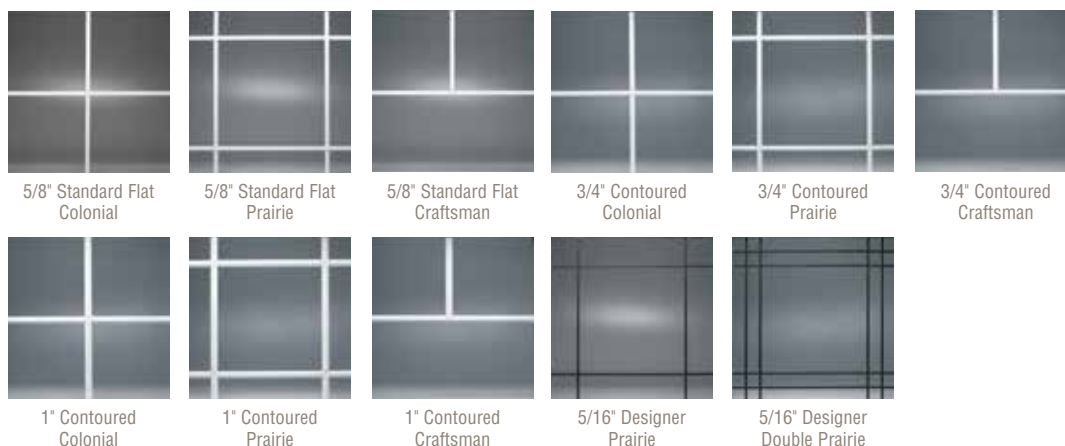 5/8" Standard Flat
Colonial
5/8" Standard Flat
Prairie
5/8" Standard Flat
Craftsman
3/4" Contoured
Colonial
3/4" Contoured
Prairie
3/4" Contoured
Craftsman
1" Contoured
Colonial
1" Contoured
Prairie
1" Contoured
Craftsman
5/16" Designer
Prairie
5/16" Designer
Double Prairie